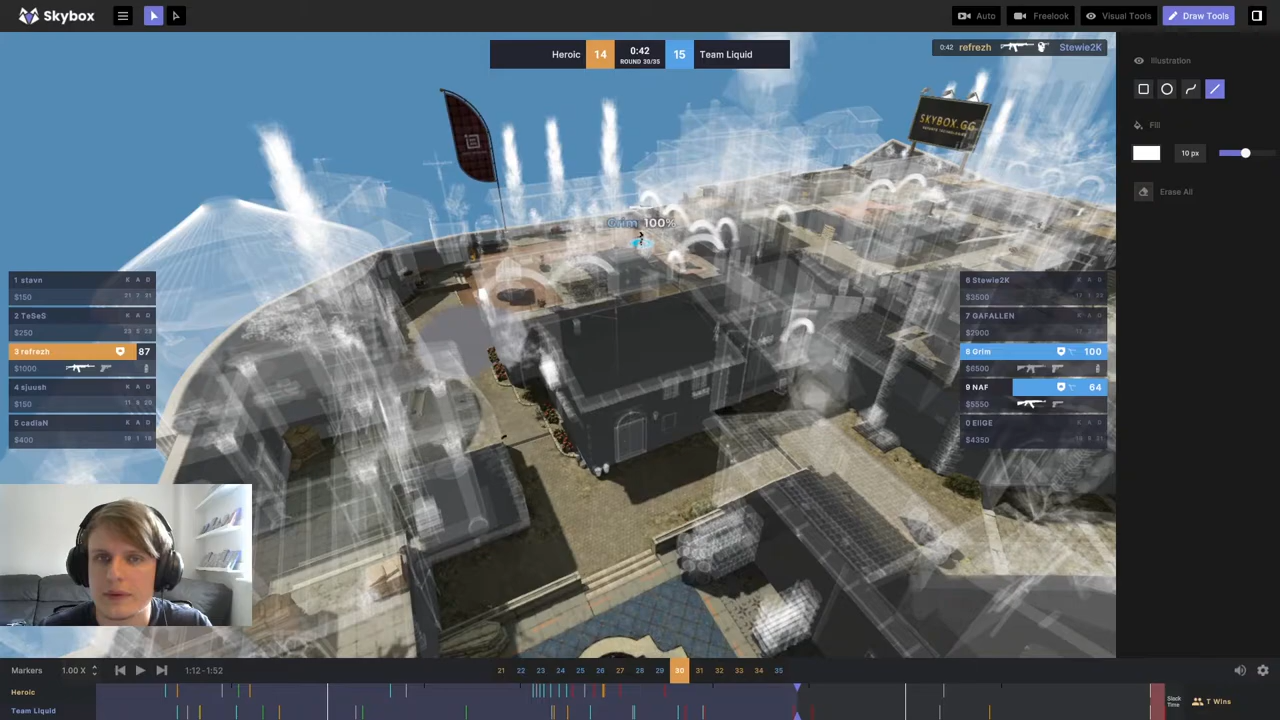 Skybox
Auto
Freelook
Visual Tools
Draw Tools
Heroic
14
0:42
ROUND 30/35
15
Team Liquid
0:42
refrezh
Stewie2K
Illustration
Fill
10 px
Erase All
SKYBOX.GG
Grim 100%
1 stavn
K A D
$150
2 TeSeS
K A D
$250
3 refrezh
87
$1000
4 sjuush
K A D
$150
5 cadiaN
K A D
$400
6 Stewie2K
K A D
$3500
7 GAFALLEN
K A D
$2900
8 Grim
100
$6500
9 NAF
64
$5550
0 EliGE
K A D
$4350
Markers
1.00 X
1:12-1:52
21 22 23 24 25 26 27 28 29 30 31 32 33 34 35
Heroic
Team Liquid
Slack Time
T Wins